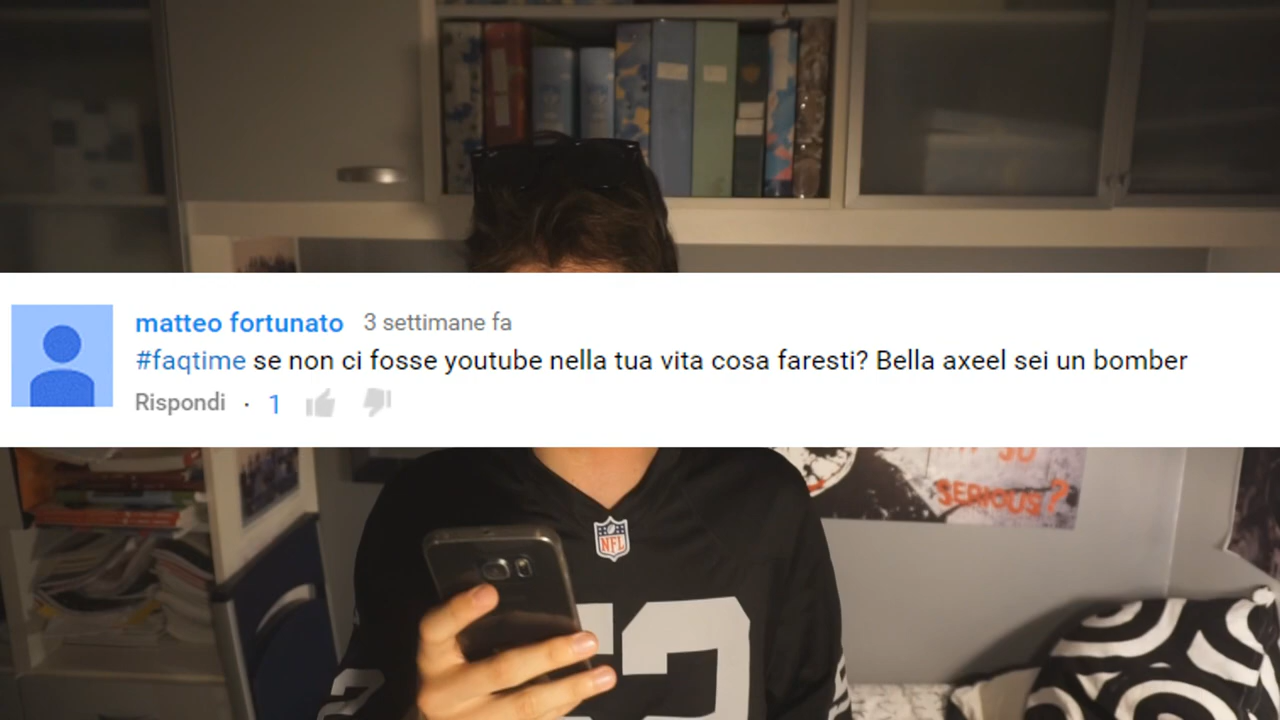 matteo fortunato 3 settimane fa
#faqtime se non ci fosse youtube nella tua vita cosa faresti? Bella axeel sei un bomber
Rispondi · 1
SO
SERIOUS?
NFL